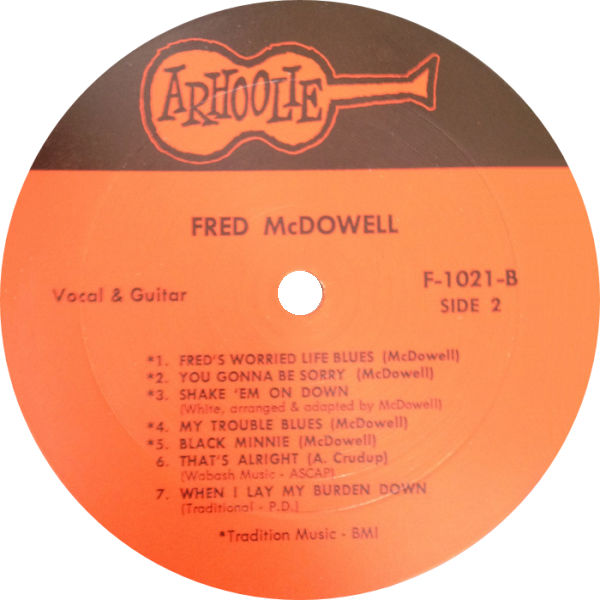 ARHOOLIE
FRED McDOWELL
Vocal & Guitar
F-1021-B
SIDE 2
*1. FRED'S WORRIED LIFE BLUES (McDowell)
*2. YOU GONNA BE SORRY (McDowell)
*3. SHAKE 'EM ON DOWN
(White, arranged & adapted by McDowell)
*4. MY TROUBLE BLUES (McDowell)
*5. BLACK MINNIE (McDowell)
6. THAT'S ALRIGHT (A. Crudup)
(Wabash Music - ASCAP)
7. WHEN I LAY MY BURDEN DOWN
(Traditional - P.D.)
*Tradition Music - BMI